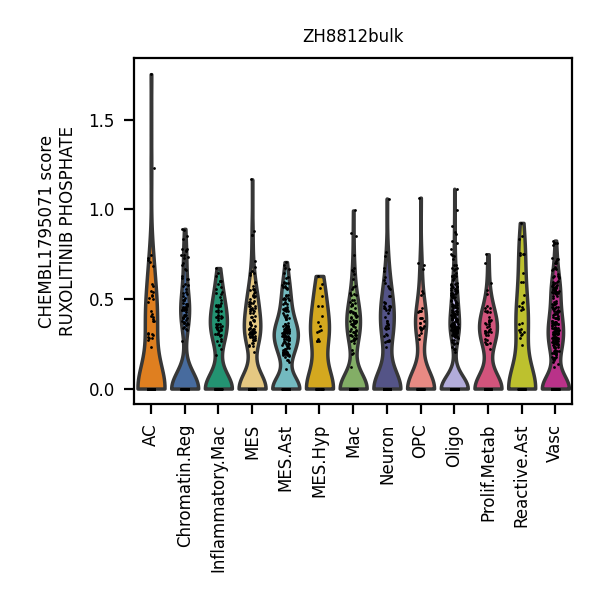 ZH8812bulk
CHEMBL1795071 score
RUXOLITINIB PHOSPHATE
1.5
1.0
0.5
0.0
AC
Chromatin.Reg
Inflammatory.Mac
MES
MES.Ast
MES.Hyp
Mac
Neuron
OPC
Oligo
Prolif.Metab
Reactive.Ast
Vasc